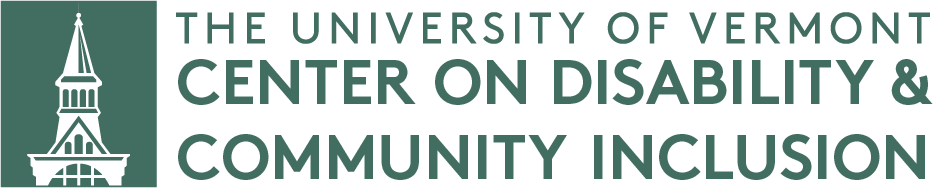 THE UNIVERSITY OF VERMONT
CENTER ON DISABILITY &
COMMUNITY INCLUSION